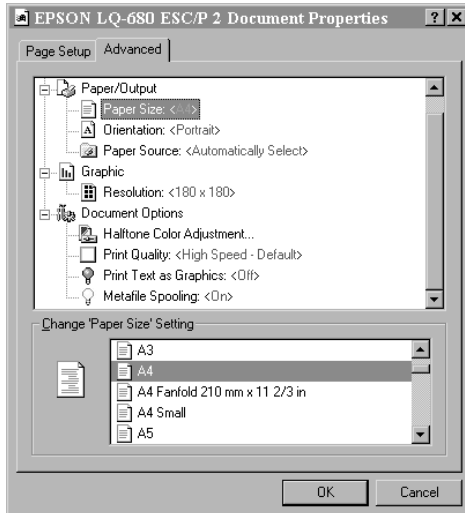 EPSON LQ-680 ESC/P 2 Document Properties
Page Setup Advanced
Paper/Output
Paper Size: <A4>
Orientation: <Portrait>
Paper Source: <Automatically Select>
Graphic
Resolution: <180 x 180>
Document Options
Halftone Color Adjustment...
Print Quality: <High Speed - Default>
Print Text as Graphics: <Off>
Metafile Spooling: <On>
Change 'Paper Size' Setting
A3
A4
A4 Fanfold 210 mm x 11 2/3 in
A4 Small
A5
OK Cancel